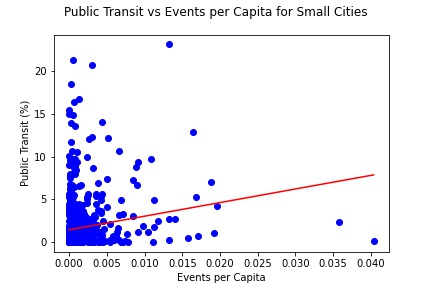 Public Transit vs Events per Capita for Small Cities
Public Transit (%)
20
15
10
5
0
0.000 0.005 0.010 0.015 0.020 0.025 0.030 0.035 0.040
Events per Capita